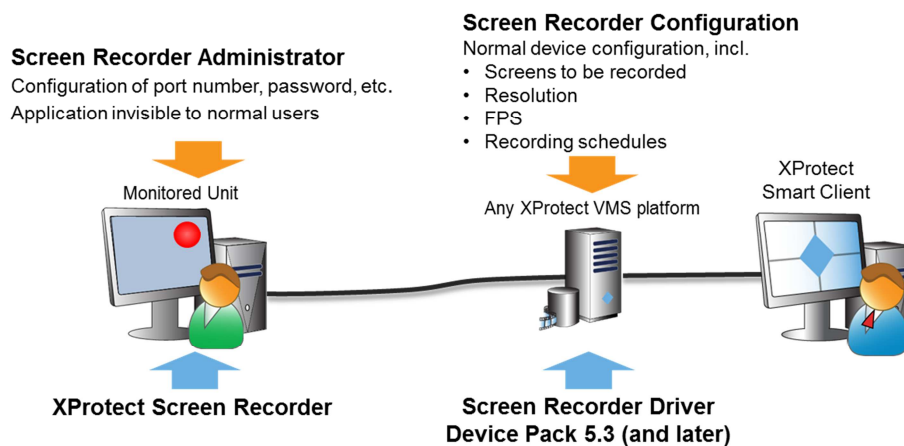 Screen Recorder Administrator
Configuration of port number, password, etc.
Application invisible to normal users
Monitored Unit
XProtect Screen Recorder
Screen Recorder Configuration
Normal device configuration, incl.
• Screens to be recorded
• Resolution
• FPS
• Recording schedules
Any XProtect VMS platform
Screen Recorder Driver
Device Pack 5.3 (and later)
XProtect
Smart Client